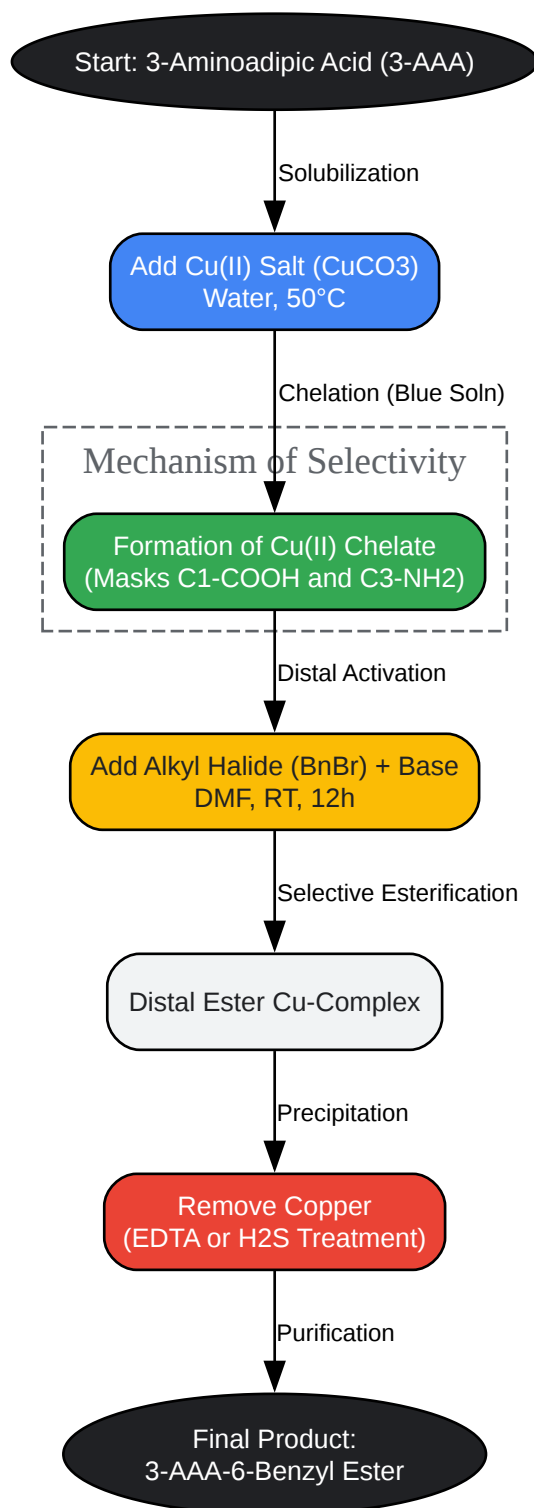 Start: 3-Aminoadipic Acid (3-AAA)
Solubilization
Add Cu(II) Salt (CuCO3)
Water, 50°C
Chelation (Blue Soln)
Mechanism of Selectivity
Formation of Cu(II) Chelate
(Masks C1-COOH and C3-NH2)
Distal Activation
Add Alkyl Halide (BnBr) + Base
DMF, RT, 12h
Selective Esterification
Distal Ester Cu-Complex
Precipitation
Remove Copper
(EDTA or H2S Treatment)
Purification
Final Product:
3-AAA-6-Benzyl Ester